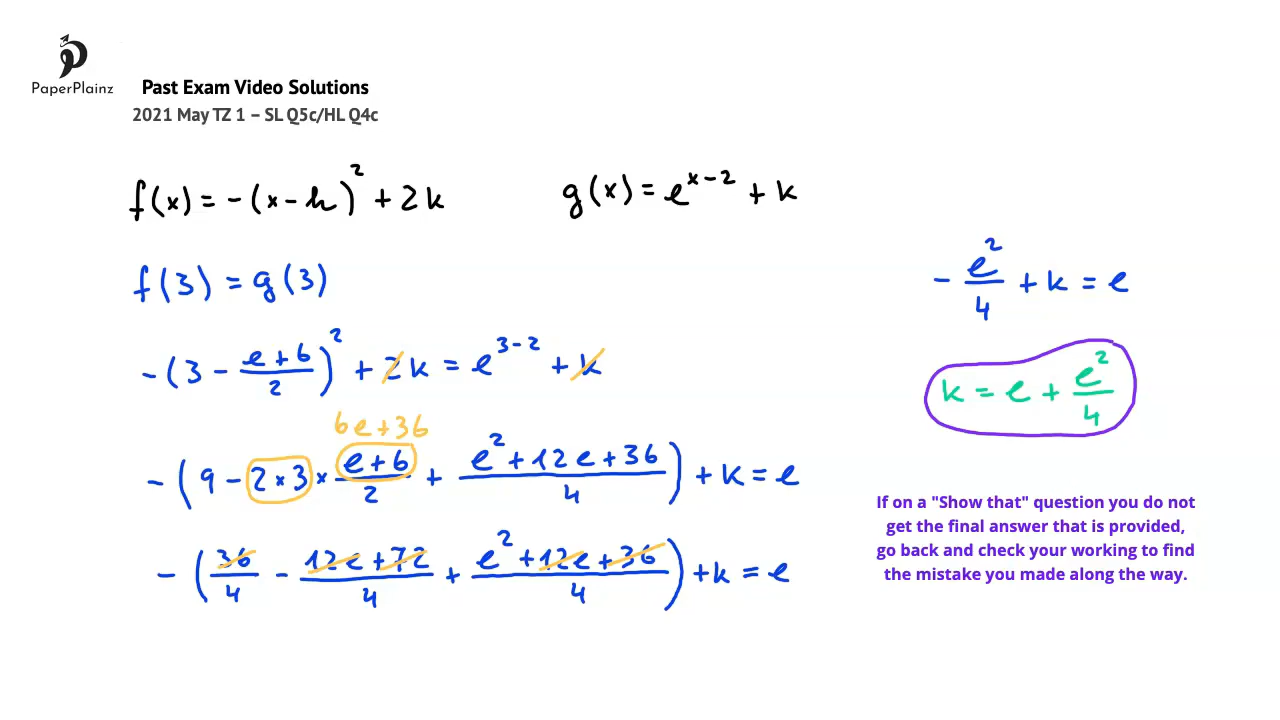 PaperPlainz
Past Exam Video Solutions
2021 May TZ 1 – SL Q5c/HL Q4c
f(x) = -(x-h)² + 2k
g(x) = e^(x-2) + k
f(3) = g(3)
-(3 - (e+6)/2)² + 2k = e^(3-2) + k
6e+36
-(9 - 2×3 × (e+6)/2 + (e²+12e+36)/4) + k = e
-(36/4 - (12e+72)/4 + (e²+12e+36)/4) + k = e
-e²/4 + k = e
k = e + e²/4
If on a "Show that" question you do not
get the final answer that is provided,
go back and check your working to find
the mistake you made along the way.